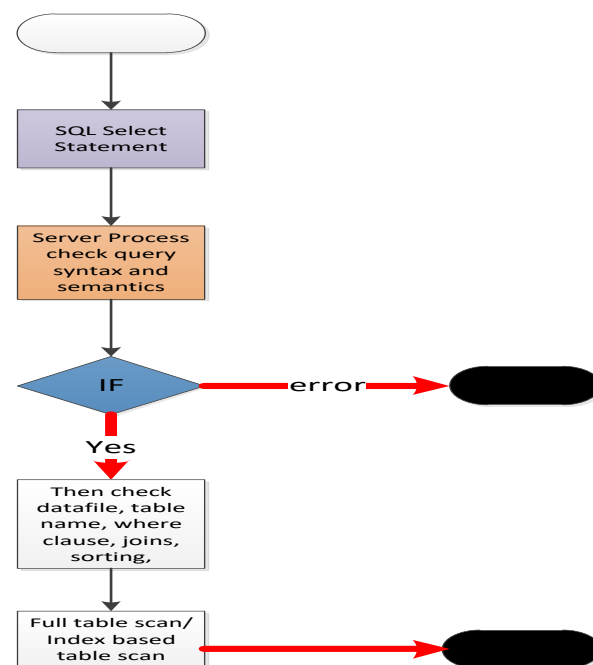 SQL Select
Statement
Server Process
check query
syntax and
semantics
IF
error
Yes
Then check
datafile, table
name, where
clause, joins,
sorting,
Full table scan/
Index based
table scan